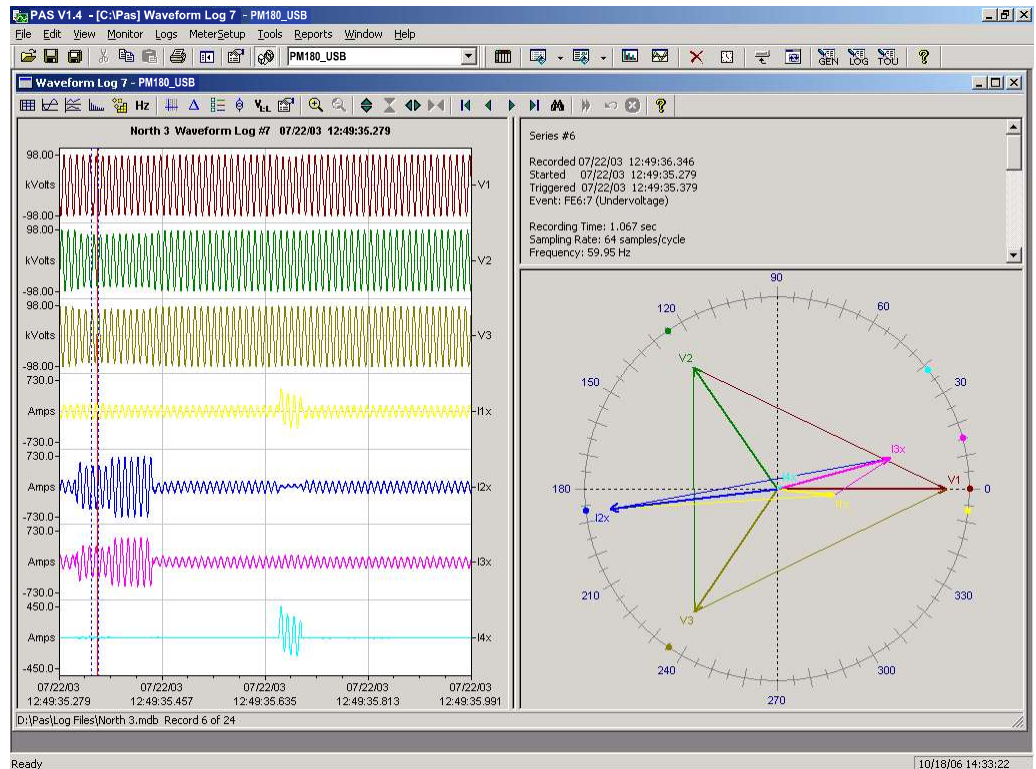 PAS V1.4 - [C:\Pas] Waveform Log 7 - PM180_USB
File Edit View Monitor Logs MeterSetup Tools Reports Window Help
PM180_USB
GEN LOG TOU
Waveform Log 7 - PM180_USB
Hz
North 3 Waveform Log #7 07/22/03 12:49:35.279
98.00
kVolts
V1
-98.00
98.00
kVolts
V2
-98.00
98.00
kVolts
V3
-98.00
730.0
Amps
I1x
-730.0
730.0
Amps
I2x
-730.0
730.0
Amps
I3x
-730.0
450.0
Amps
I4x
-450.0
07/22/03 07/22/03 07/22/03 07/22/03 07/22/03
12:49:35.279 12:49:35.457 12:49:35.635 12:49:35.813 12:49:35.991
Series #6
Recorded 07/22/03 12:49:36.346
Started 07/22/03 12:49:35.279
Triggered 07/22/03 12:49:35.379
Event: FE6:7 (Undervoltage)
Recording Time: 1.067 sec
Sampling Rate: 64 samples/cycle
Frequency: 59.95 Hz
90
120
60
V2
150
30
I3x
180
V1
0
I2x
210
330
V3
240
300
270
D:\Pas\Log Files\North 3.mdb Record 6 of 24
Ready
10/18/06 14:33:22